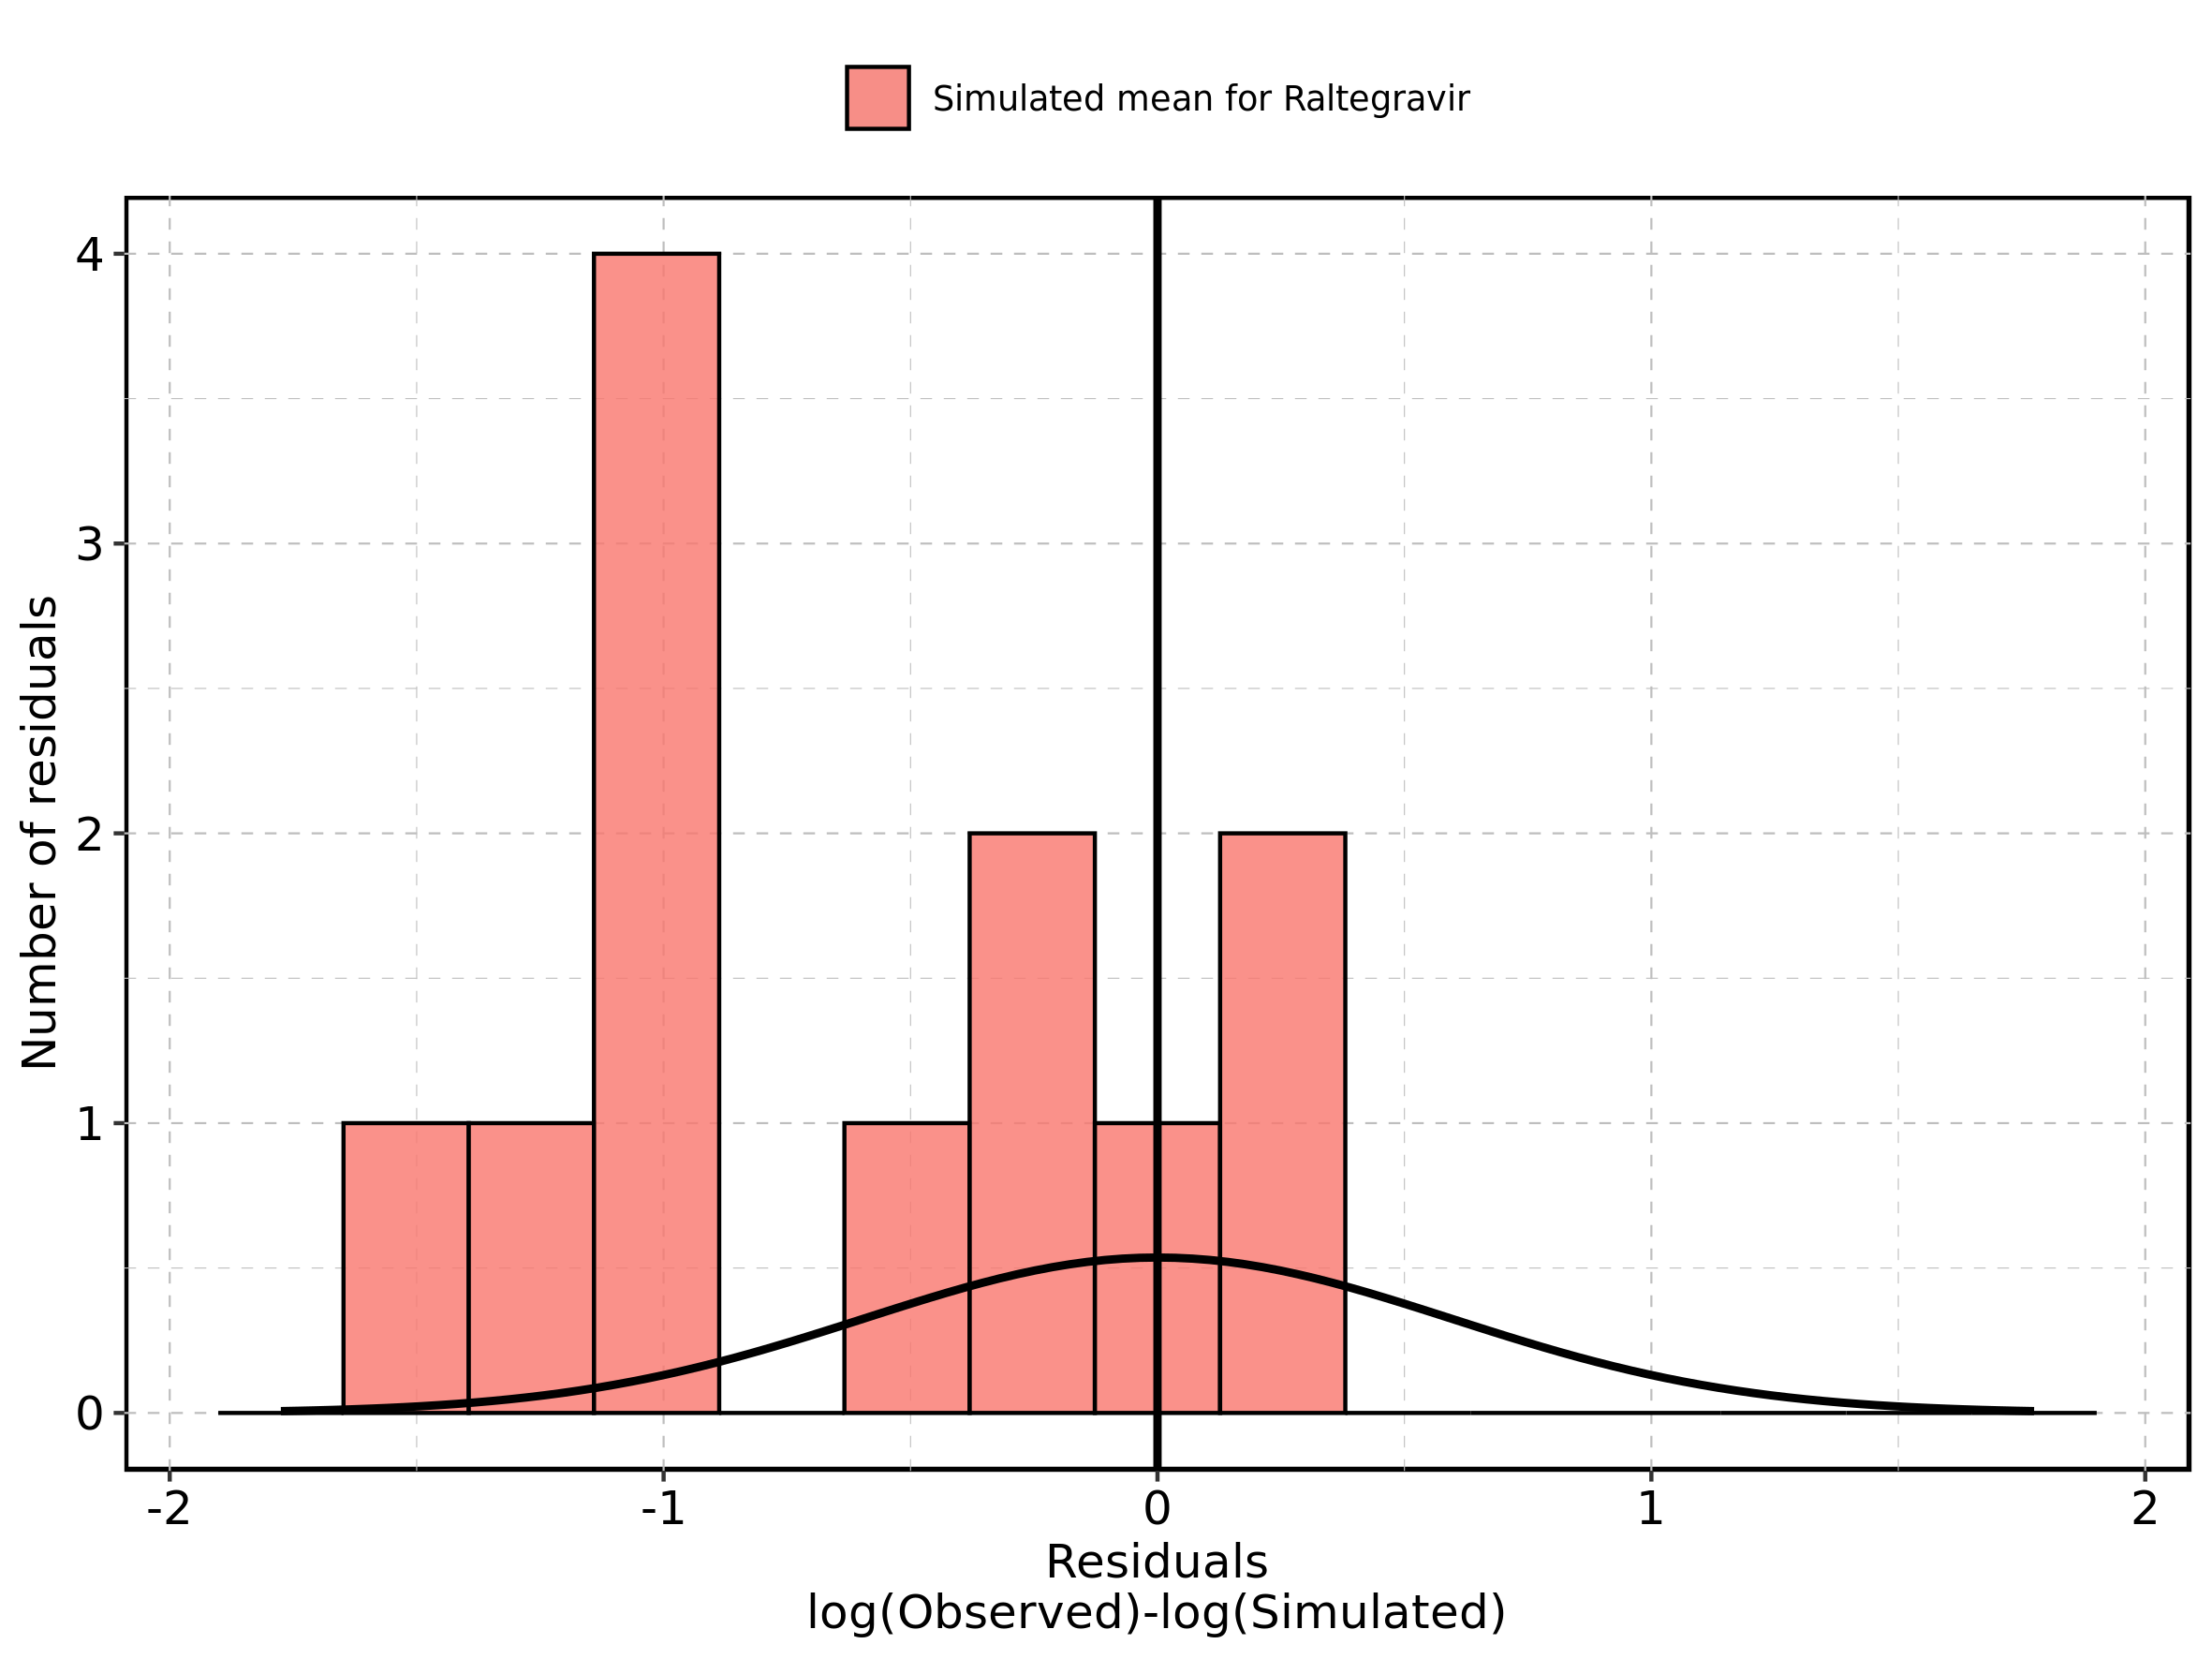 Simulated mean for Raltegravir
Number of residuals
4
3
2
1
0
-2
-1
0
1
2
Residuals
log(Observed)-log(Simulated)